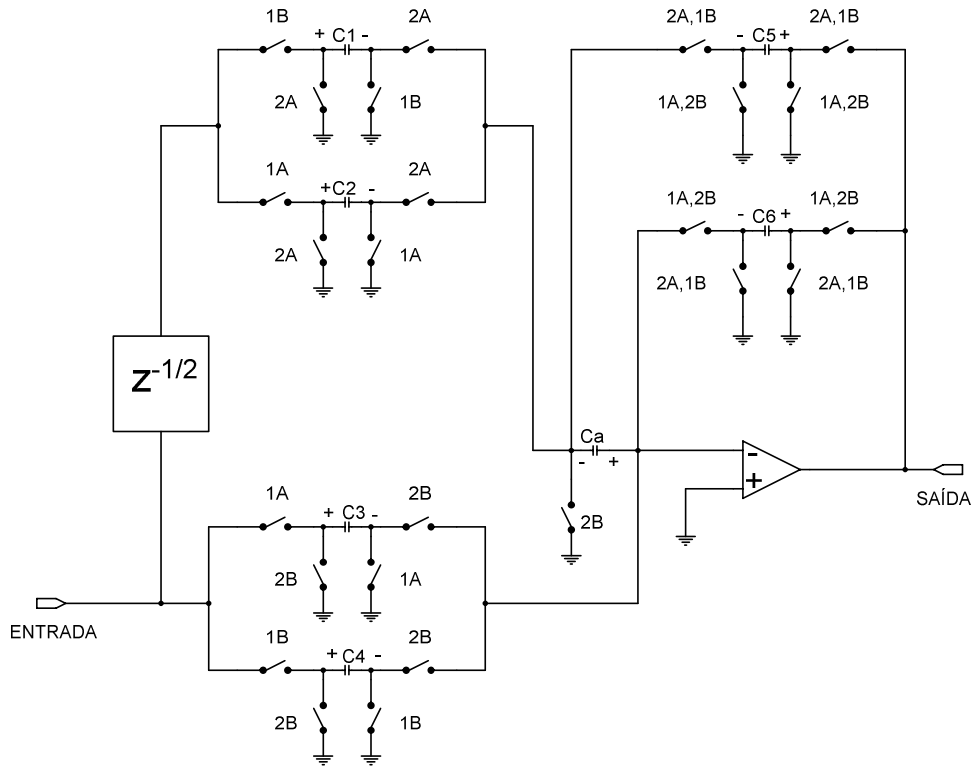 1B + C1 - 2A
2A 1B
1A + C2 - 2A
2A 1A
z-1/2
2A,1B - C5 + 2A,1B
1A,2B 1A,2B
1A,2B - C6 + 1A,2B
2A,1B 2A,1B
Ca
- +
2B
-
+
SAÍDA
1A + C3 - 2B
2B 1A
ENTRADA
1B + C4 - 2B
2B 1B